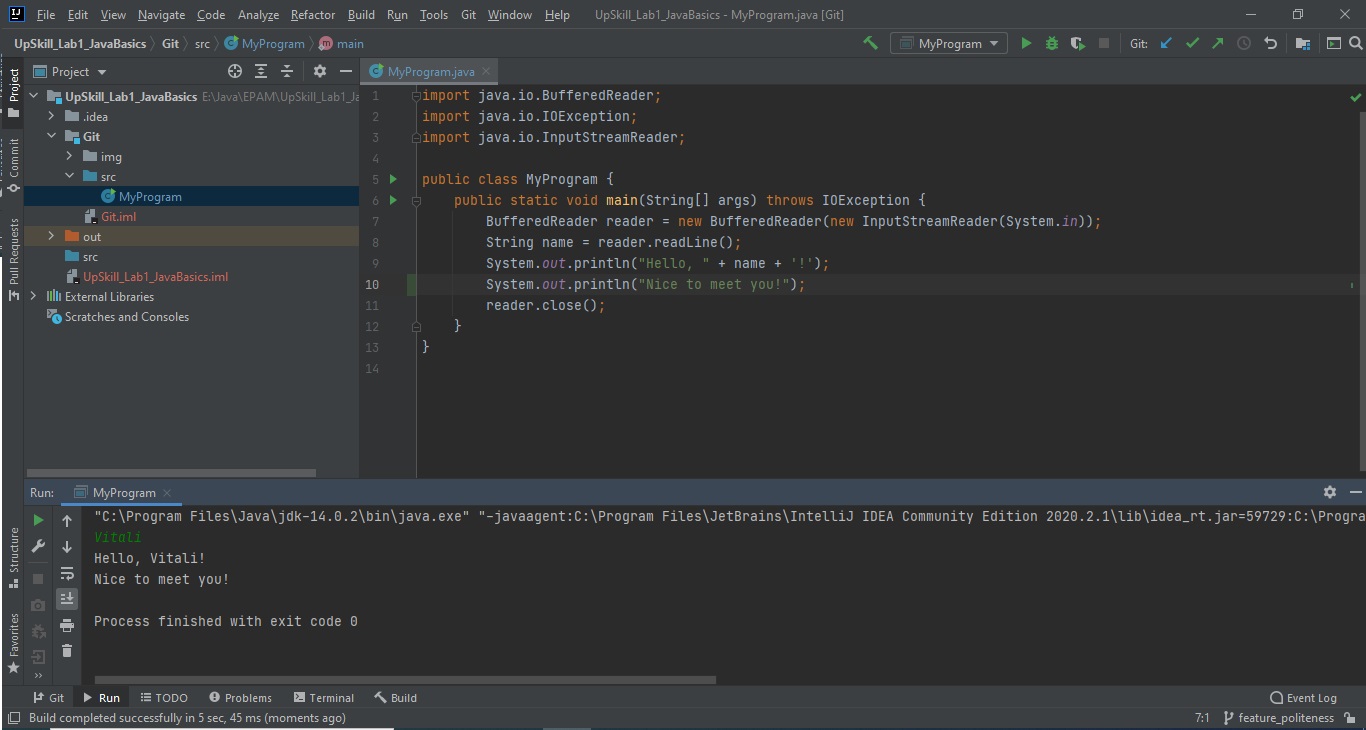 File Edit View Navigate Code Analyze Refactor Build Run Tools Git Window Help UpSkill_Lab1_JavaBasics - MyProgram.java [Git]
UpSkill_Lab1_JavaBasics Git src MyProgram main MyProgram Git:
Project
Project
MyProgram.java
UpSkill_Lab1_JavaBasics E:\Java\EPAM\UpSkill_Lab1_Ja
.idea
Git
img
src
MyProgram
Git.iml
out
src
UpSkill_Lab1_JavaBasics.iml
External Libraries
Scratches and Consoles
Commit
Pull Requests
1 import java.io.BufferedReader;
2 import java.io.IOException;
3 import java.io.InputStreamReader;
4
5 public class MyProgram {
6 public static void main(String[] args) throws IOException {
7 BufferedReader reader = new BufferedReader(new InputStreamReader(System.in));
8 String name = reader.readLine();
9 System.out.println("Hello, " + name + '!');
10 System.out.println("Nice to meet you!");
11 reader.close();
12 }
13 }
14
Run: MyProgram
"C:\Program Files\Java\jdk-14.0.2\bin\java.exe" "-javaagent:C:\Program Files\JetBrains\IntelliJ IDEA Community Edition 2020.2.1\lib\idea_rt.jar=59729:C:\Progra
Vitali
Hello, Vitali!
Nice to meet you!
Process finished with exit code 0
Structure
Favorites
Git Run TODO Problems Terminal Build Event Log
Build completed successfully in 5 sec, 45 ms (moments ago) 7:1 feature_politeness